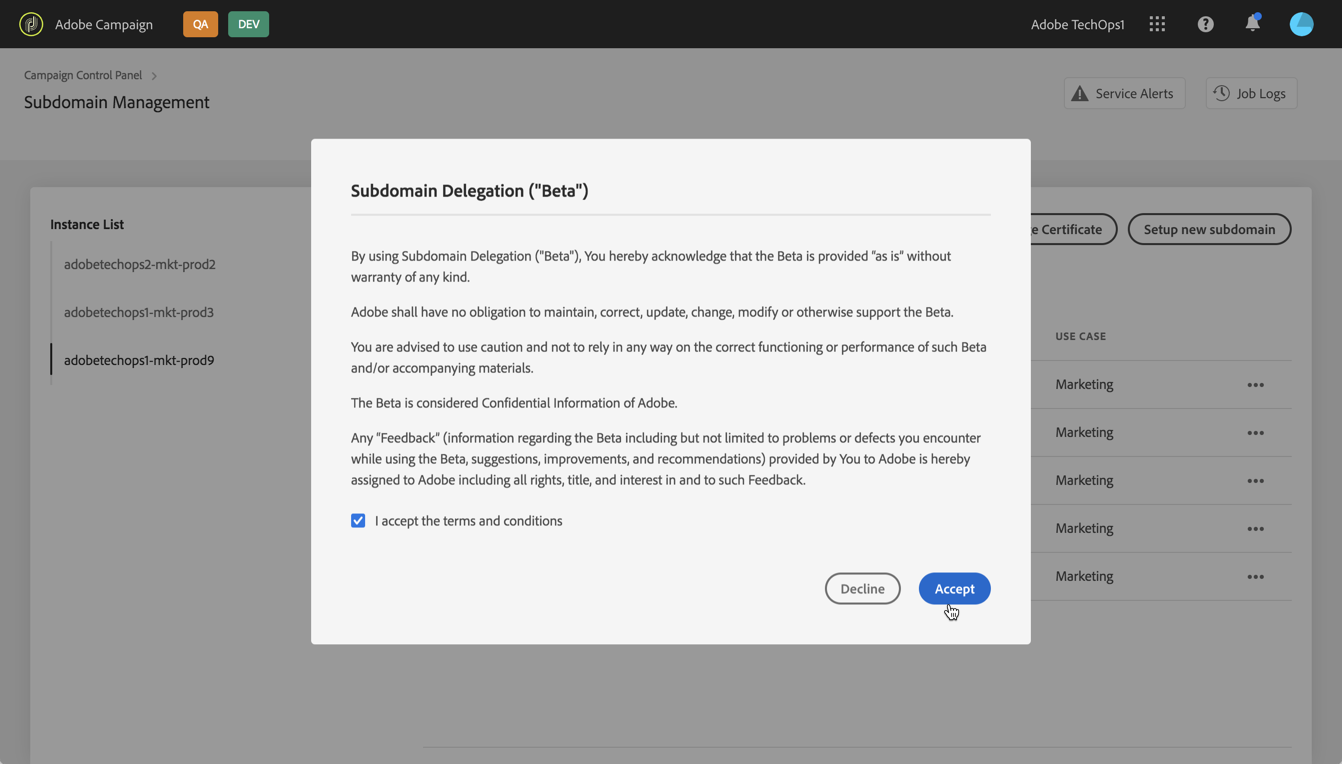 Adobe Campaign
QA
DEV
Adobe TechOps1
Campaign Control Panel
Subdomain Management
Service Alerts
Job Logs
Instance List
adobetechops2-mkt-prod2
adobetechops1-mkt-prod3
adobetechops1-mkt-prod9
Subdomain Delegation ("Beta")
By using Subdomain Delegation ("Beta"), You hereby acknowledge that the Beta is provided "as is" without
warranty of any kind.
Adobe shall have no obligation to maintain, correct, update, change, modify or otherwise support the Beta.
You are advised to use caution and not to rely in any way on the correct functioning or performance of such Beta
and/or accompanying materials.
The Beta is considered Confidential Information of Adobe.
Any "Feedback" (information regarding the Beta including but not limited to problems or defects you encounter
while using the Beta, suggestions, improvements, and recommendations) provided by You to Adobe is hereby
assigned to Adobe including all rights, title, and interest in and to such Feedback.
I accept the terms and conditions
Decline
Accept
e Certificate
Setup new subdomain
USE CASE
Marketing
Marketing
Marketing
Marketing
Marketing